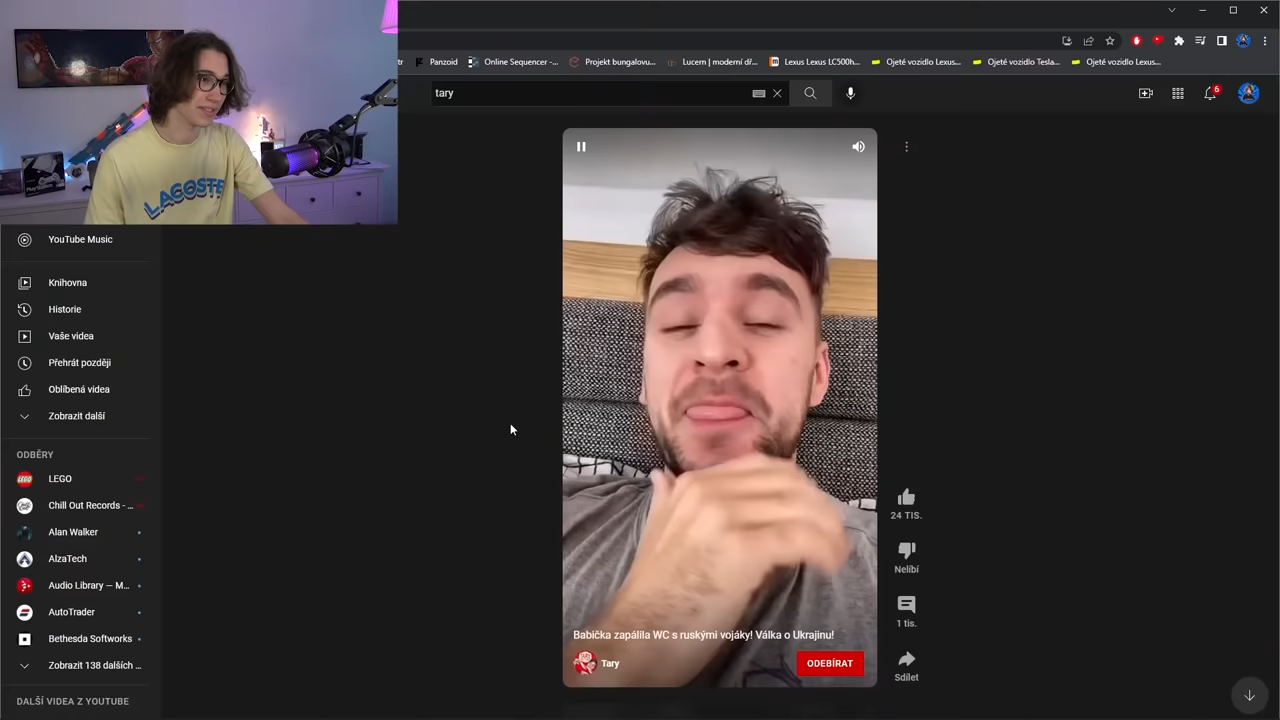 LACOSTE
tr
Panzoid
Online Sequencer -...
Projekt bungalovu...
Lucern | moderní dř...
Lexus Lexus LC500h...
Ojeté vozidlo Lexus...
Ojeté vozidlo Tesla...
Ojeté vozidlo Lexus...
tary
6
YouTube Music
Knihovna
Historie
Vaše videa
Přehrát později
Oblíbená videa
Zobrazit další
ODBĚRY
LEGO
Chill Out Records - ...
Alan Walker
AlzaTech
Audio Library — M...
AutoTrader
Bethesda Softworks
Zobrazit 138 dalších ...
DALŠÍ VIDEA Z YOUTUBE
24 TIS.
Nelíbí
1 tis.
Sdílet
Babička zapálila WC s ruskými vojáky! Válka o Ukrajinu!
Tary
ODEBÍRAT